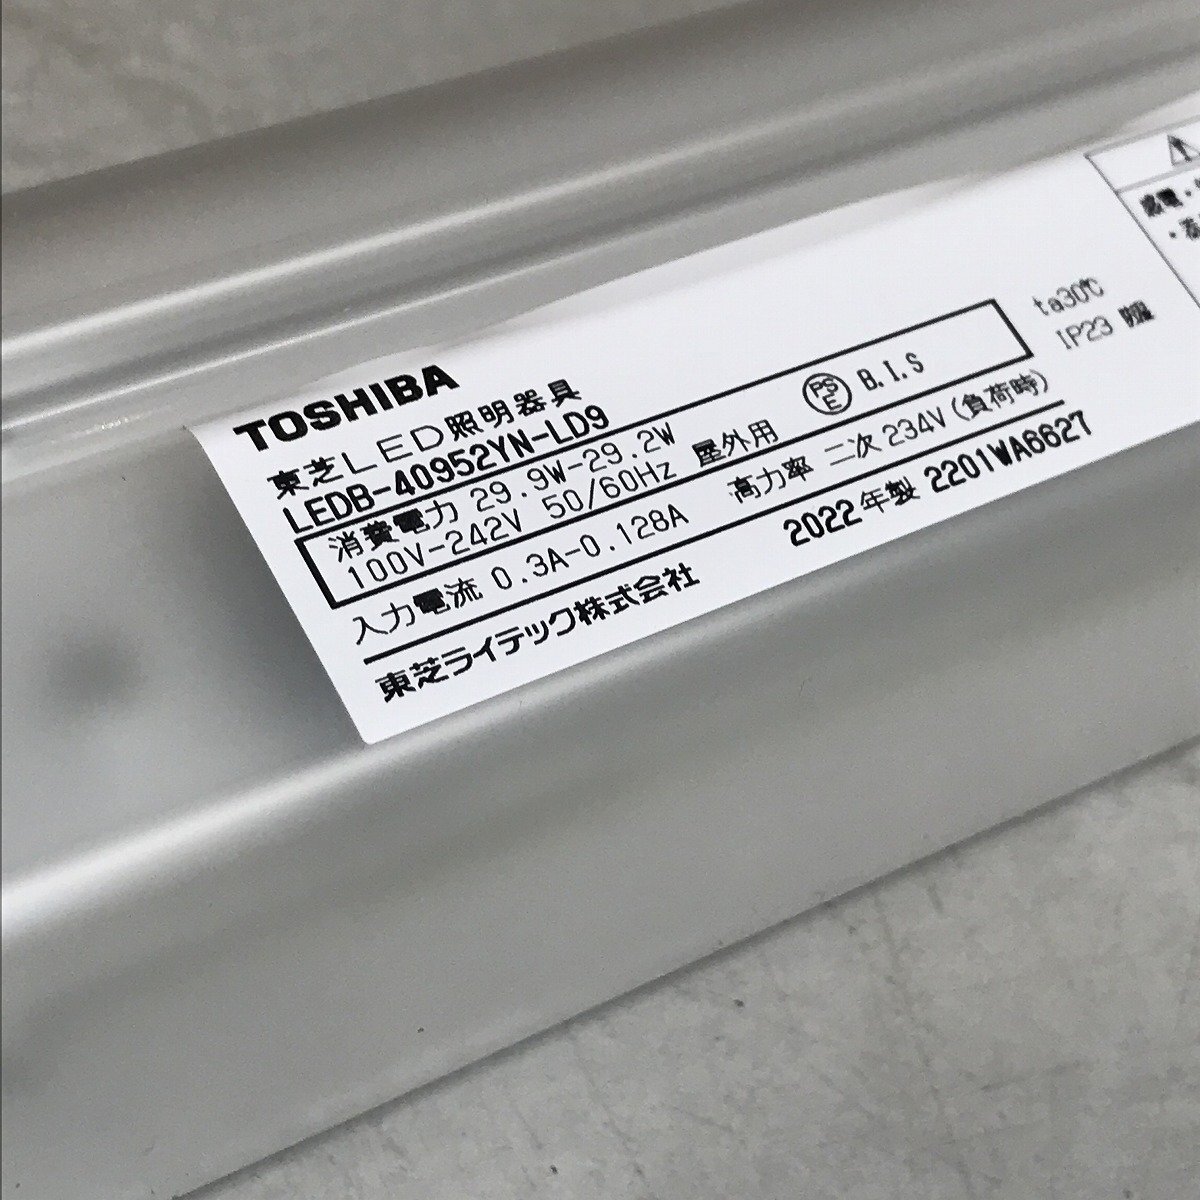 TOSHIBA
東芝LED照明器具
LEDB-40952YN-LD9
消費電力 29.9W-29.2W
100V-242V 50/60Hz 屋外用
PS E B.I.S
入力電流 0.3A-0.128A 高力率 二次 234V (負荷時)
東芝ライテック株式会社 2022年製 2201WA6627
ta30℃
IP23
感電・